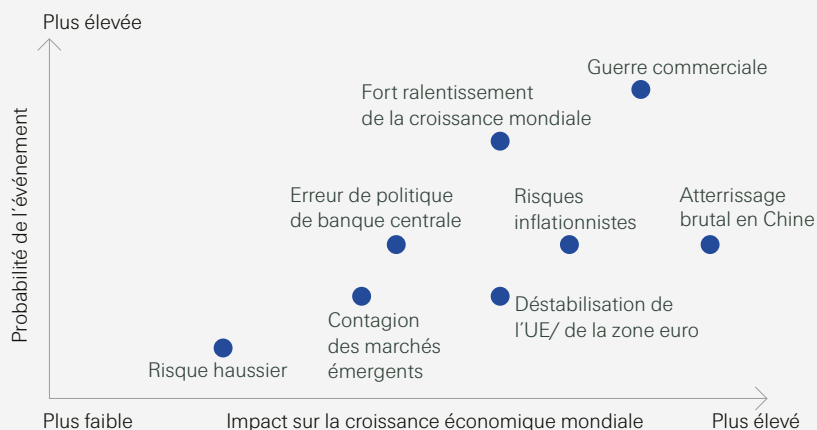 Plus élevée
Probabilité de l’événement
Guerre commerciale
Fort ralentissement
de la croissance mondiale
Erreur de politique
de banque centrale
Risques
inflationnistes
Atterrissage
brutal en Chine
Contagion
des marchés
émergents
Déstabilisation de
l’UE/ de la zone euro
Risque haussier
Plus faible
Impact sur la croissance économique mondiale
Plus élevé